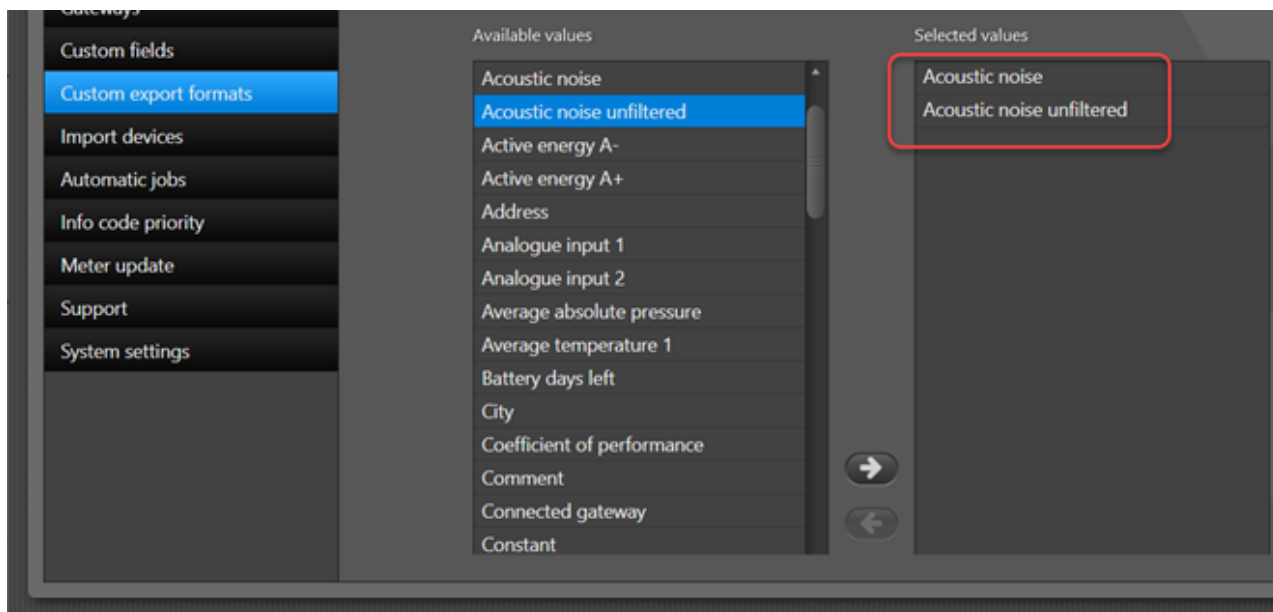 Gateways
Custom fields
Custom export formats
Import devices
Automatic jobs
Info code priority
Meter update
Support
System settings
Available values
Acoustic noise
Acoustic noise unfiltered
Active energy A-
Active energy A+
Address
Analogue input 1
Analogue input 2
Average absolute pressure
Average temperature 1
Battery days left
City
Coefficient of performance
Comment
Connected gateway
Constant
Selected values
Acoustic noise
Acoustic noise unfiltered